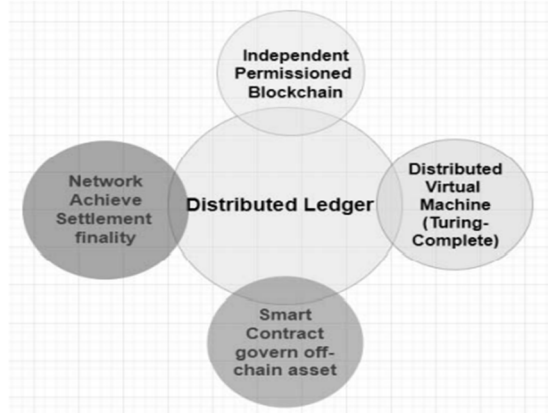 Independent
Permissioned
Blockchain
Network
Achieve
Settlement
finality
Distributed Ledger
Distributed
Virtual
Machine
(Turing-
Complete)
Smart
Contract
govern off-
chain asset